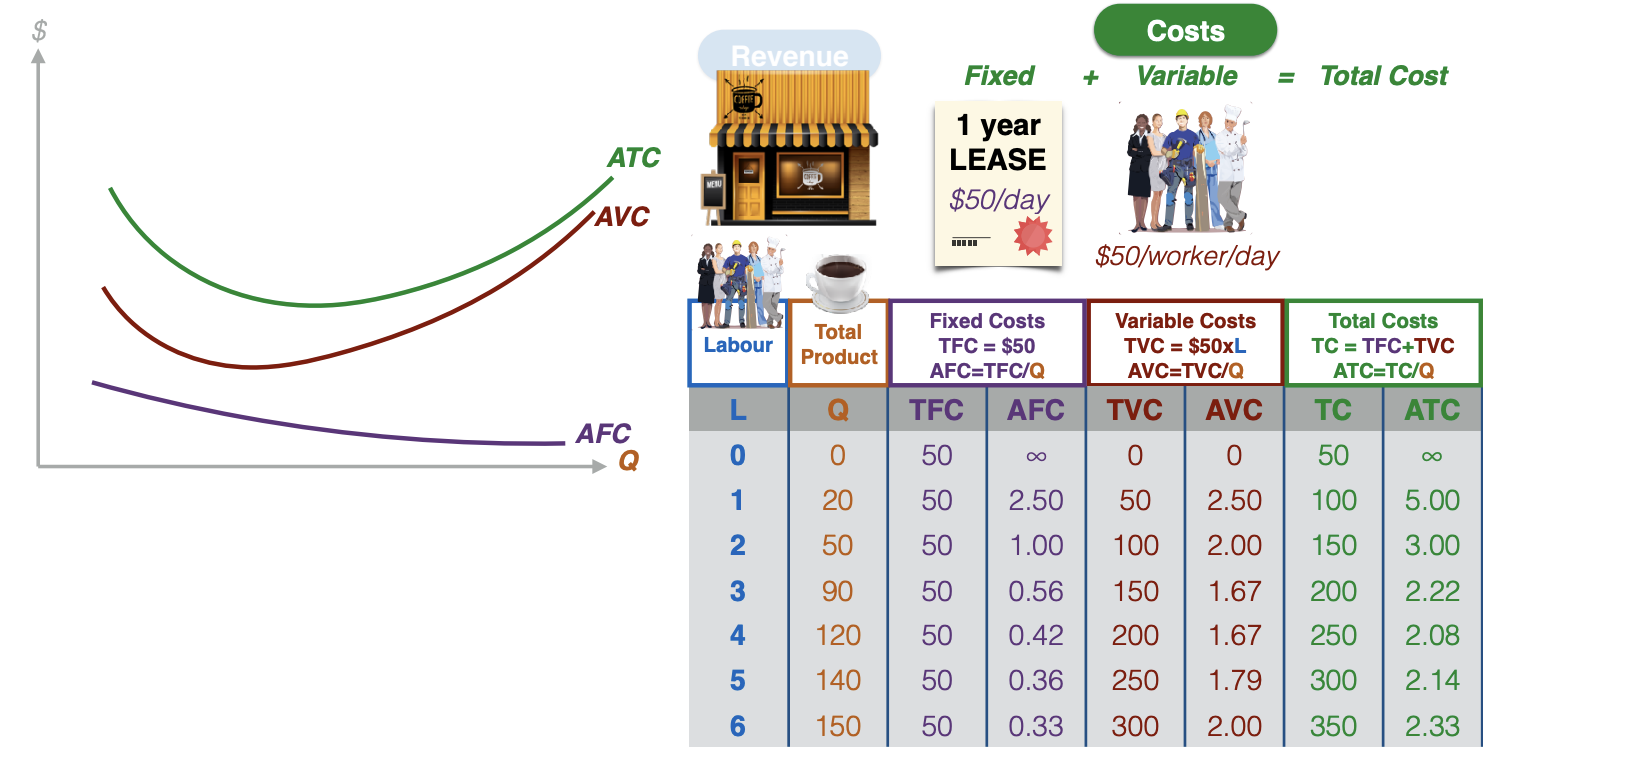 $
ATC
AVC
AFC
Q
Revenue
COFFEE
MENU
COFFEE
Costs
Fixed + Variable = Total Cost
1 year
LEASE
$50/day
$50/worker/day
Labour
Total
Product
Fixed Costs
TFC = $50
AFC=TFC/Q
Variable Costs
TVC = $50xL
AVC=TVC/Q
Total Costs
TC = TFC+TVC
ATC=TC/Q
L Q TFC AFC TVC AVC TC ATC
0 0 50 ∞ 0 0 50 ∞
1 20 50 2.50 50 2.50 100 5.00
2 50 50 1.00 100 2.00 150 3.00
3 90 50 0.56 150 1.67 200 2.22
4 120 50 0.42 200 1.67 250 2.08
5 140 50 0.36 250 1.79 300 2.14
6 150 50 0.33 300 2.00 350 2.33